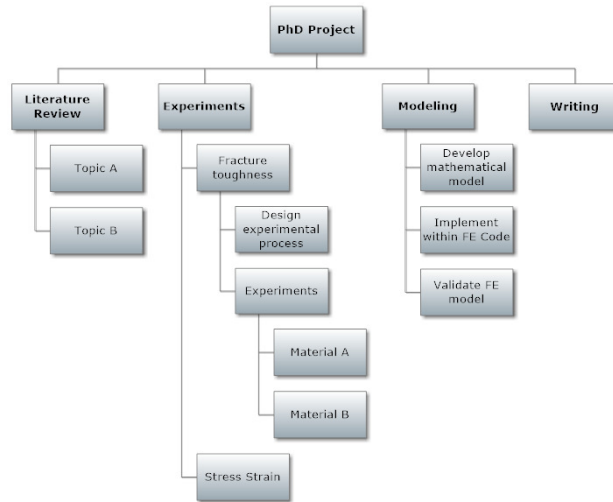 PhD Project
Literature
Review
Experiments
Modeling
Writing
Topic A
Topic B
Fracture
toughness
Design
experimental
process
Experiments
Material A
Material B
Stress Strain
Develop
mathematical
model
Implement
within FE Code
Validate FE
model